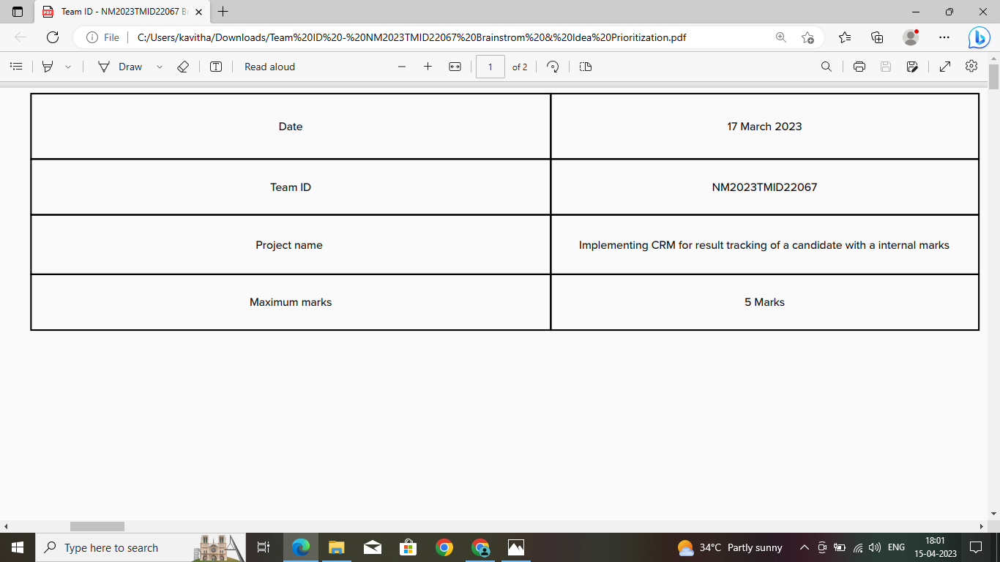 Team ID - NM2023TMID22067 B
File
C:/Users/kavitha/Downloads/Team%20ID%20-%20NM2023TMID22067%20Brainstrom%20&%20Idea%20Prioritization.pdf
Draw
Read aloud
1 of 2
Date 17 March 2023
Team ID NM2023TMID22067
Project name Implementing CRM for result tracking of a candidate with a internal marks
Maximum marks 5 Marks
Type here to search
34°C Partly sunny
ENG
18:01
15-04-2023